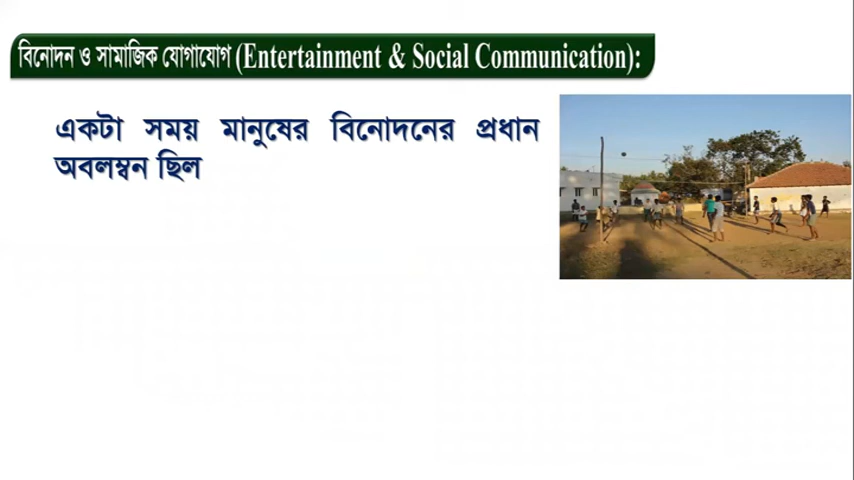 বিনোদন ও সামাজিক যোগাযোগ (Entertainment & Social Communication):
একটা সময় মানুষের বিনোদনের প্রধান
অবলম্বন ছিল